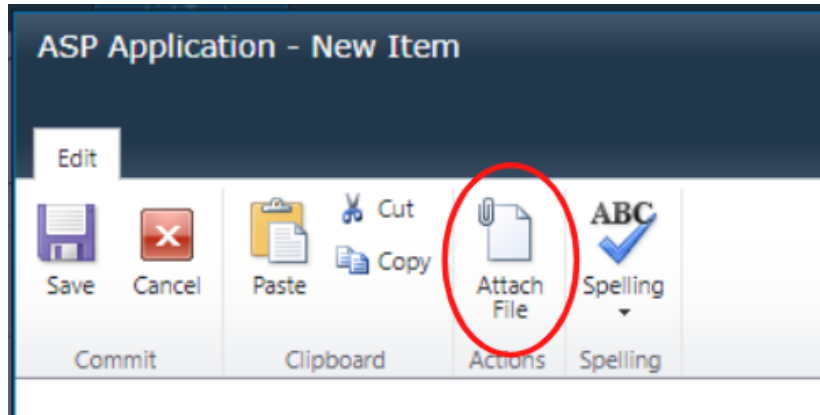 ASP Application - New Item
Edit
Save
Cancel
Paste
Cut
Copy
Attach
File
ABC
Spelling
Commit
Clipboard
Actions
Spelling